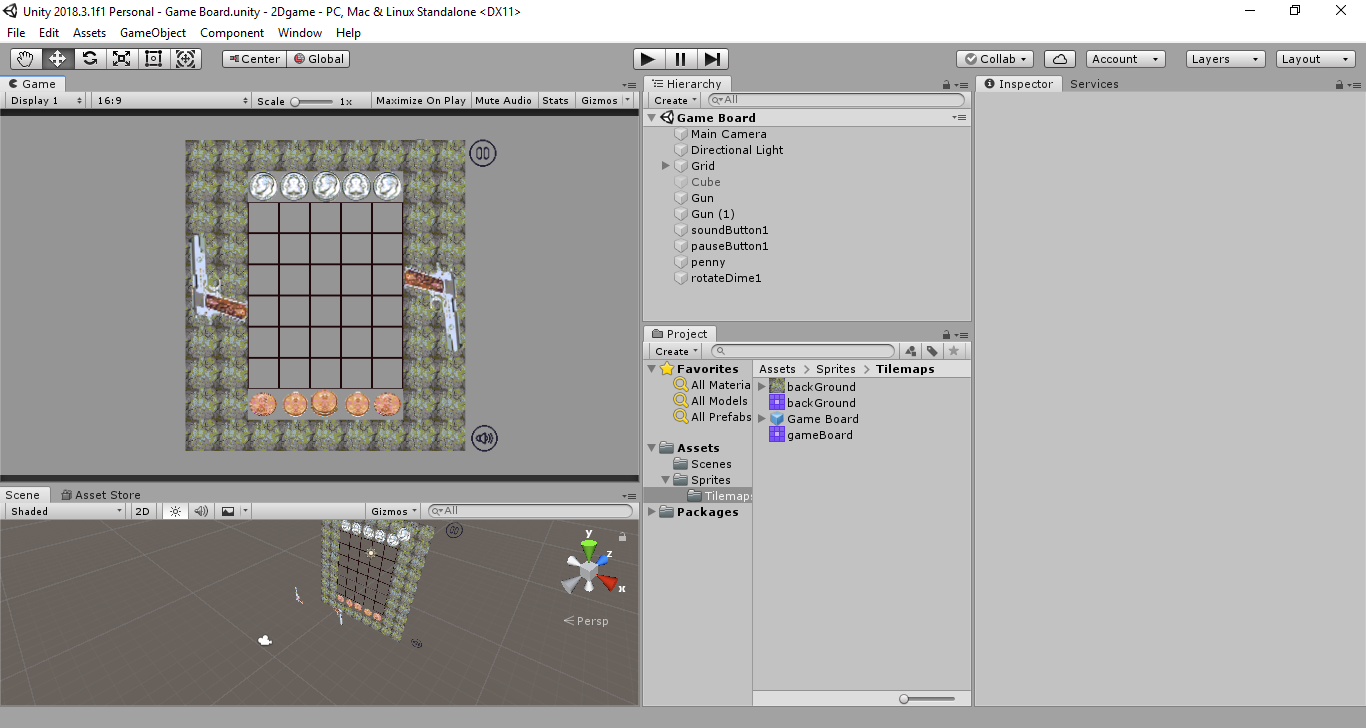 Unity 2018.3.1f1 Personal - Game Board.unity - 2Dgame - PC, Mac & Linux Standalone <DX11>
File Edit Assets GameObject Component Window Help
Center Global Collab Account Layers Layout
Game
Display 1 16:9 Scale 1x Maximize On Play Mute Audio Stats Gizmos
Hierarchy
Create All
Game Board
Main Camera
Directional Light
Grid
Cube
Gun
Gun (1)
soundButton1
pauseButton1
penny
rotateDime1
Project
Create
Favorites
All Materia
All Models
All Prefabs
Assets
Scenes
Sprites
Tilemaps
Packages
Assets Sprites Tilemaps
backGround
backGround
Game Board
gameBoard
Inspector Services
Scene Asset Store
Shaded 2D Gizmos All
y
z
x
Persp